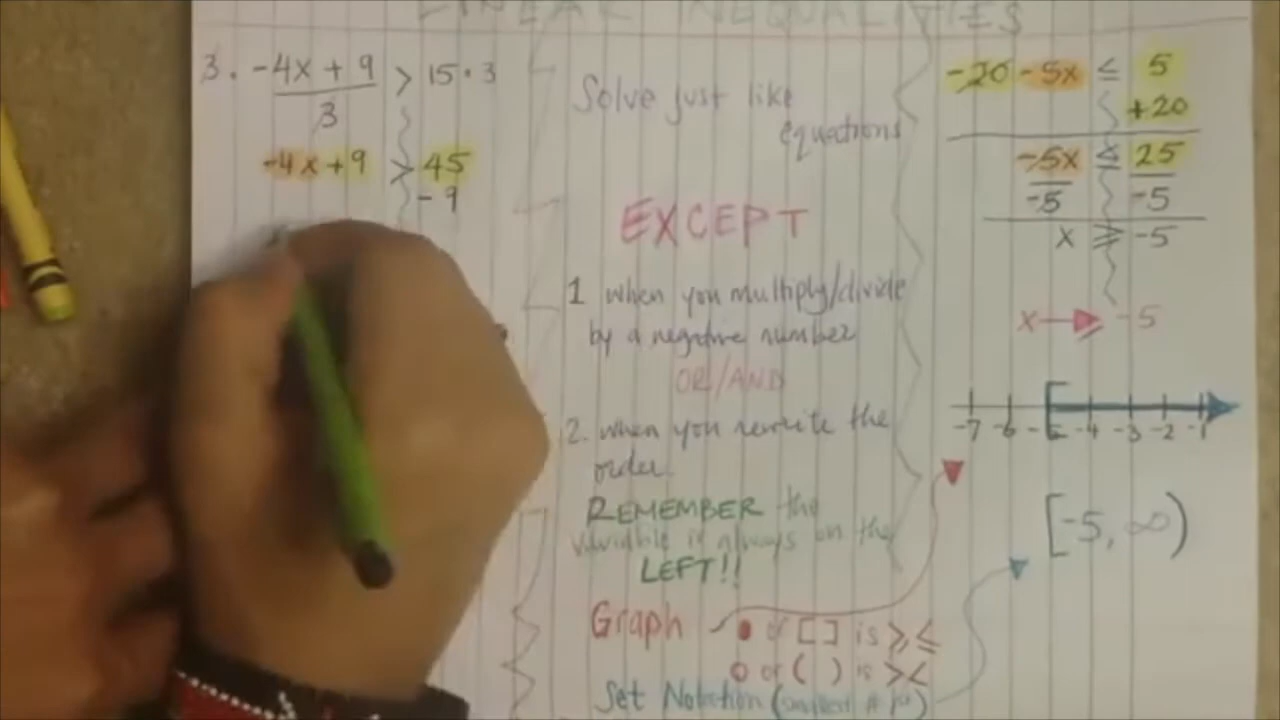 LINEAR INEQUALITIES
3. -4x + 9 > 15 · 3
3
-4x + 9 > 45
- 9
Solve just like
equations
EXCEPT
1 when you multiply/divide
by a negative number
OR/AND
2. when you rewrite the
order.
REMEMBER the
variable is always on the
LEFT!!
Graph
● or [ ] is ≥ ≤
○ or ( ) is > <
Set Notation (smallest #
-20 -5x ≤ 5
+20
-5x ≤ 25
-5 -5
x ≥ -5
x → ≥ -5
-7 -6 -5 -4 -3 -2 -1
[-5, ∞)